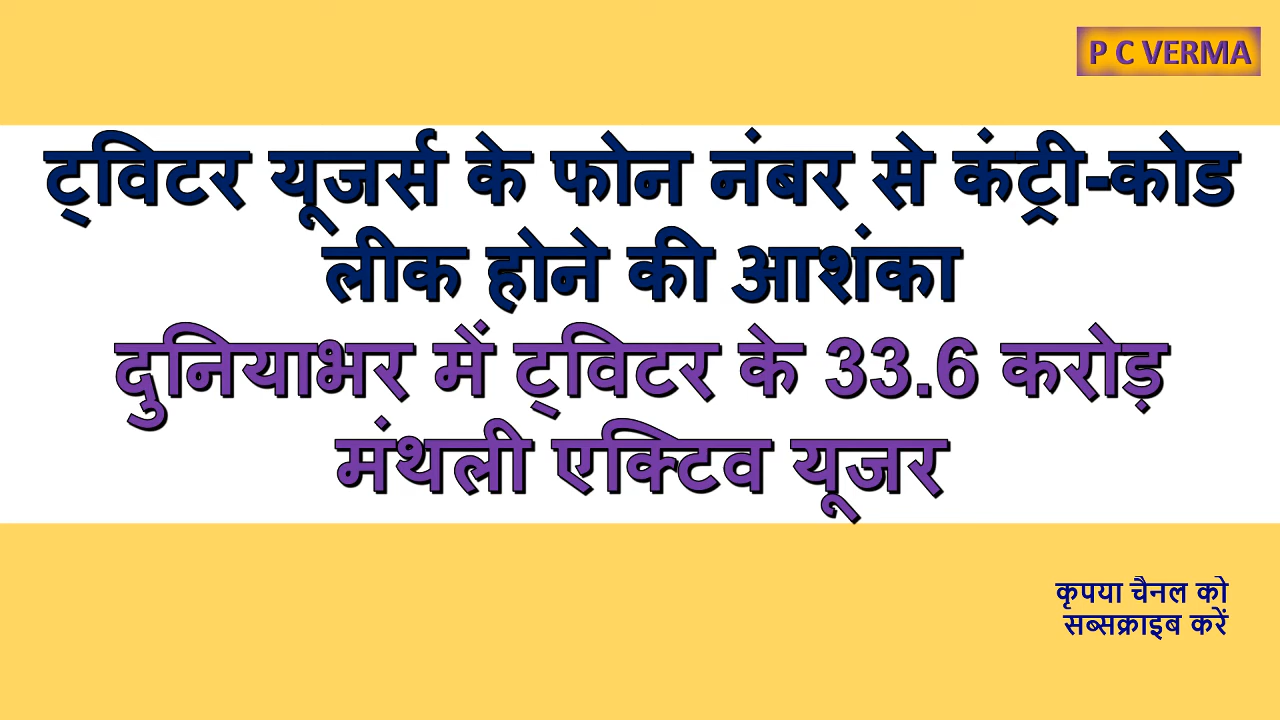 P C VERMA
ट्विटर यूजर्स के फोन नंबर से कंट्री-कोड
लीक होने की आशंका
दुनियाभर में ट्विटर के 33.6 करोड़
मंथली एक्टिव यूजर
कृपया चैनल को
सब्सक्राइब करें